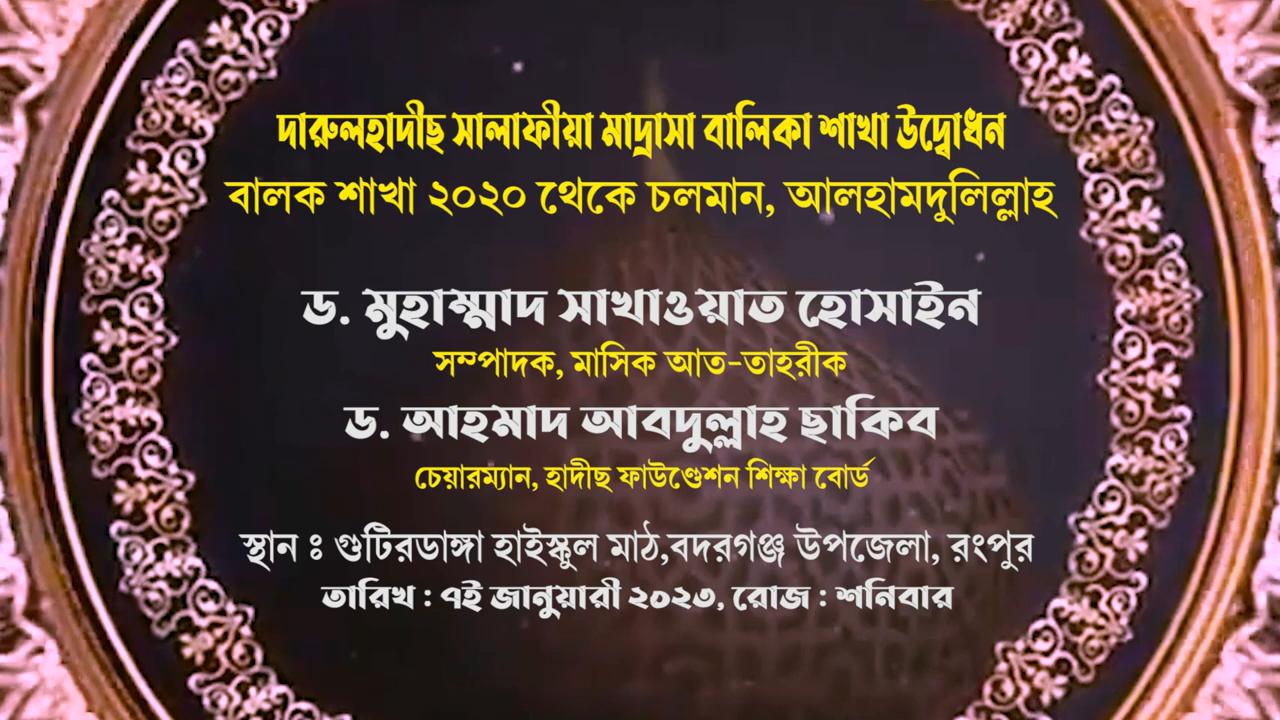 দারুলহাদীছ সালাফীয়া মাদ্রাসা বালিকা শাখা উদ্বোধন
বালক শাখা ২০২০ থেকে চলমান, আলহামদুলিল্লাহ
ড. মুহাম্মাদ সাখাওয়াত হোসাইন
সম্পাদক, মাসিক আত-তাহরীক
ড. আহমাদ আবদুল্লাহ ছাকিব
চেয়ারম্যান, হাদীছ ফাউণ্ডেশন শিক্ষা বোর্ড
স্থান ঃ গুটিরডাঙ্গা হাইস্কুল মাঠ,বদরগঞ্জ উপজেলা, রংপুর
তারিখ : ৭ই জানুয়ারী ২০২৩, রোজ : শনিবার